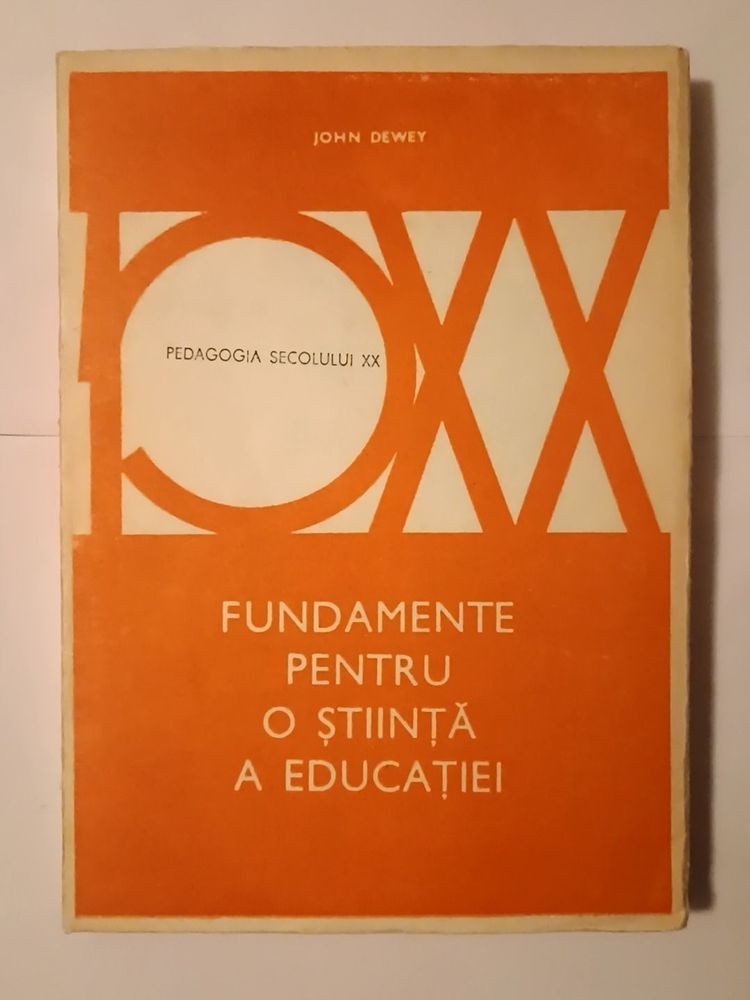 JOHN DEWEY
PEDAGOGIA SECOLULUI XX
FUNDAMENTE
PENTRU
O ȘTIINȚĂ
A EDUCAȚIEI